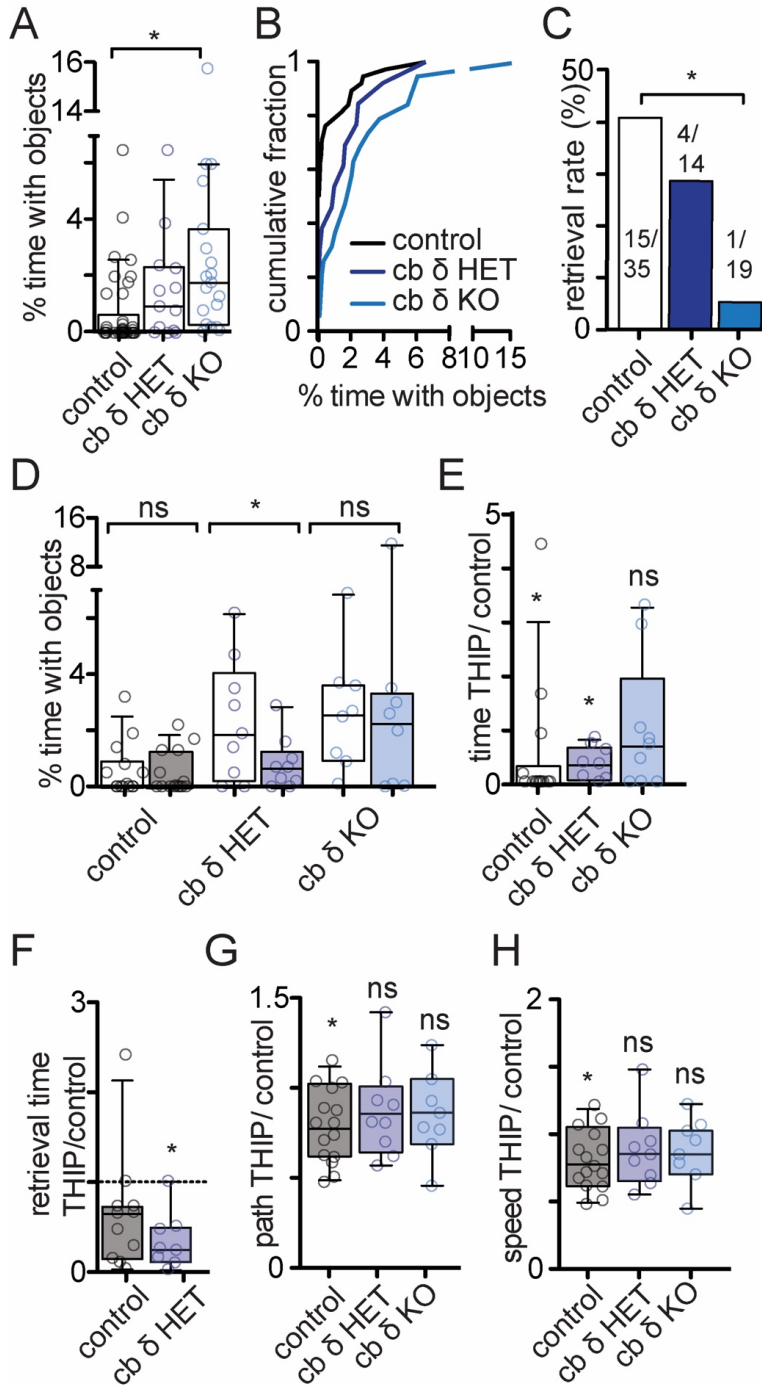 A
*
16
14
4
0
% time with objects
control
cb δ HET
cb δ KO
B
1
0
cumulative fraction
control
cb δ HET
cb δ KO
0 2 4 6 8 10 15
% time with objects
C
50
0
retrieval rate (%)
*
15/
35
4/
14
1/
19
control
cb δ HET
cb δ KO
D
ns * ns
16
8
4
0
% time with objects
control
cb δ HET
cb δ KO
E
5
0
time THIP/ control
*
*
ns
control
cb δ HET
cb δ KO
F
3
0
retrieval time
THIP/control
*
control
cb δ HET
G
1.5
0
path THIP/ control
*
ns
ns
control
cb δ HET
cb δ KO
H
2
0
speed THIP/ control
*
ns
ns
control
cb δ HET
cb δ KO